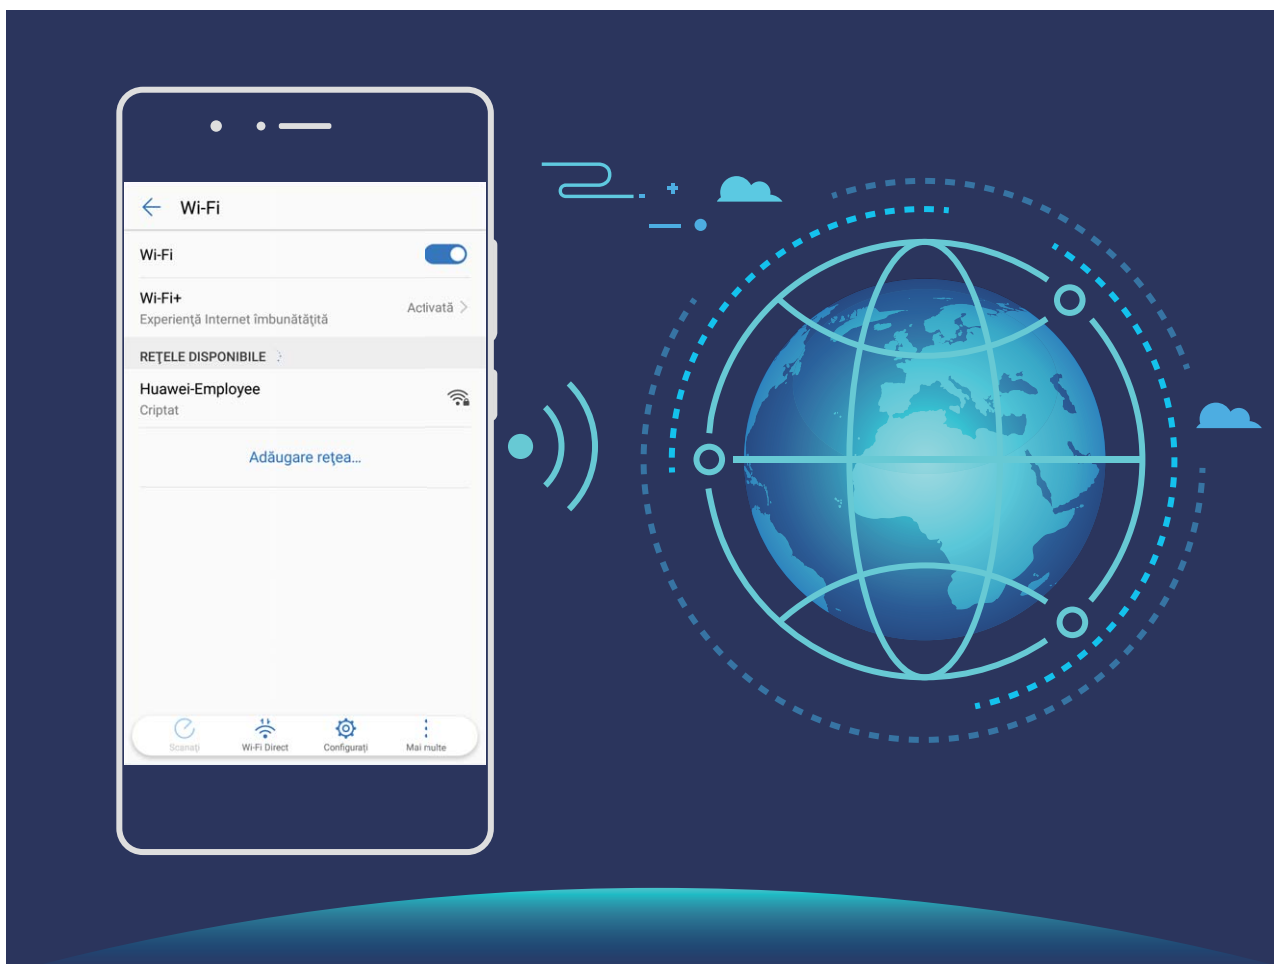 Wi-Fi
Wi-Fi
Wi-Fi+
Experiență Internet îmbunătățită
Activată
REȚELE DISPONIBILE
Huawei-Employee
Criptat
Adăugare rețea...
Scanați
Wi-Fi Direct
Configurați
Mai multe